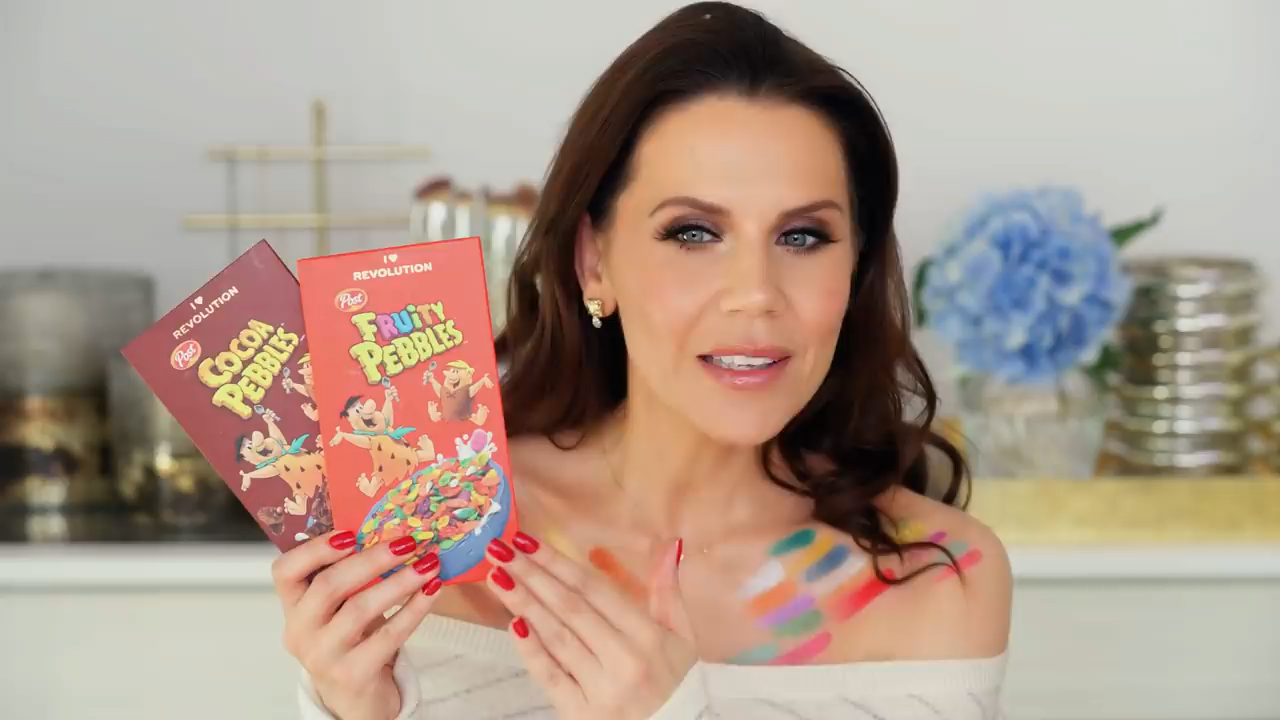 I ♥
REVOLUTION
Post
COCOA
PEBBLES
I ♥
REVOLUTION
Post
FRUITY
PEBBLES